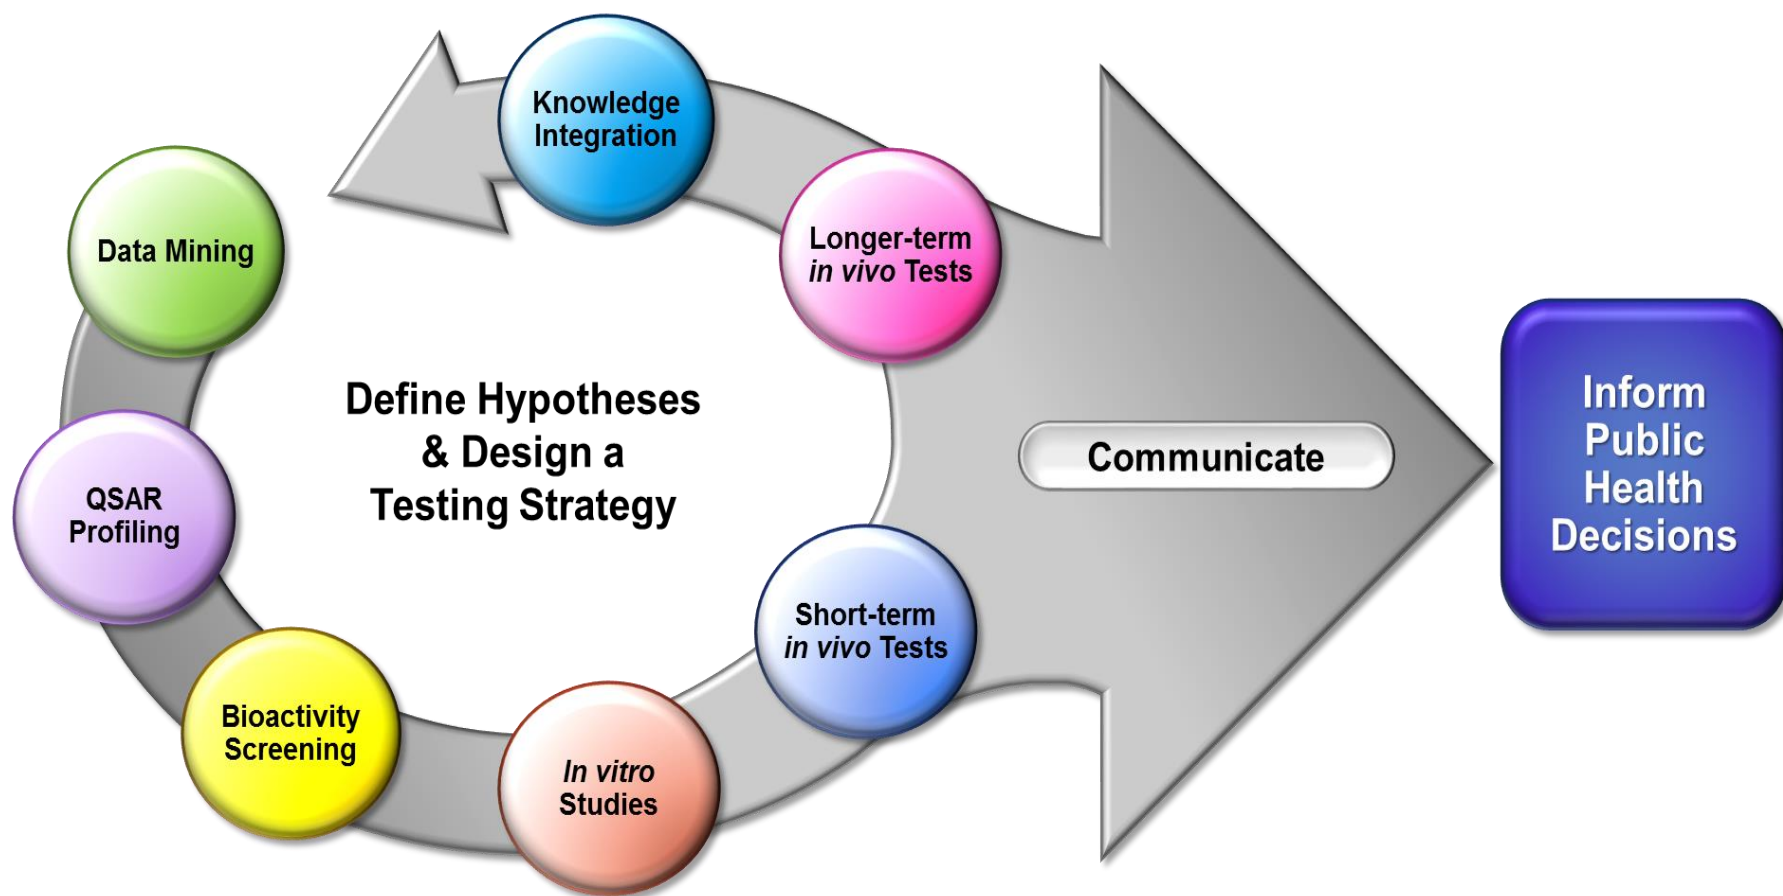 Knowledge
Integration
Longer-term
in vivo Tests
Data Mining
Define Hypotheses
& Design a
Testing Strategy
Communicate
Inform
Public
Health
Decisions
QSAR
Profiling
Short-term
in vivo Tests
Bioactivity
Screening
In vitro
Studies